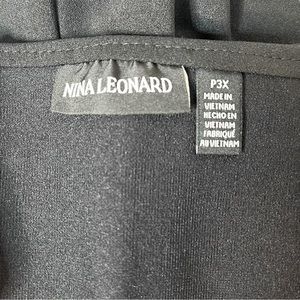 NINA LEONARD
P3X
MADE IN
VIETNAM
HECHO EN
VIETNAM
FABRIQUÉ
AU VIETNAM